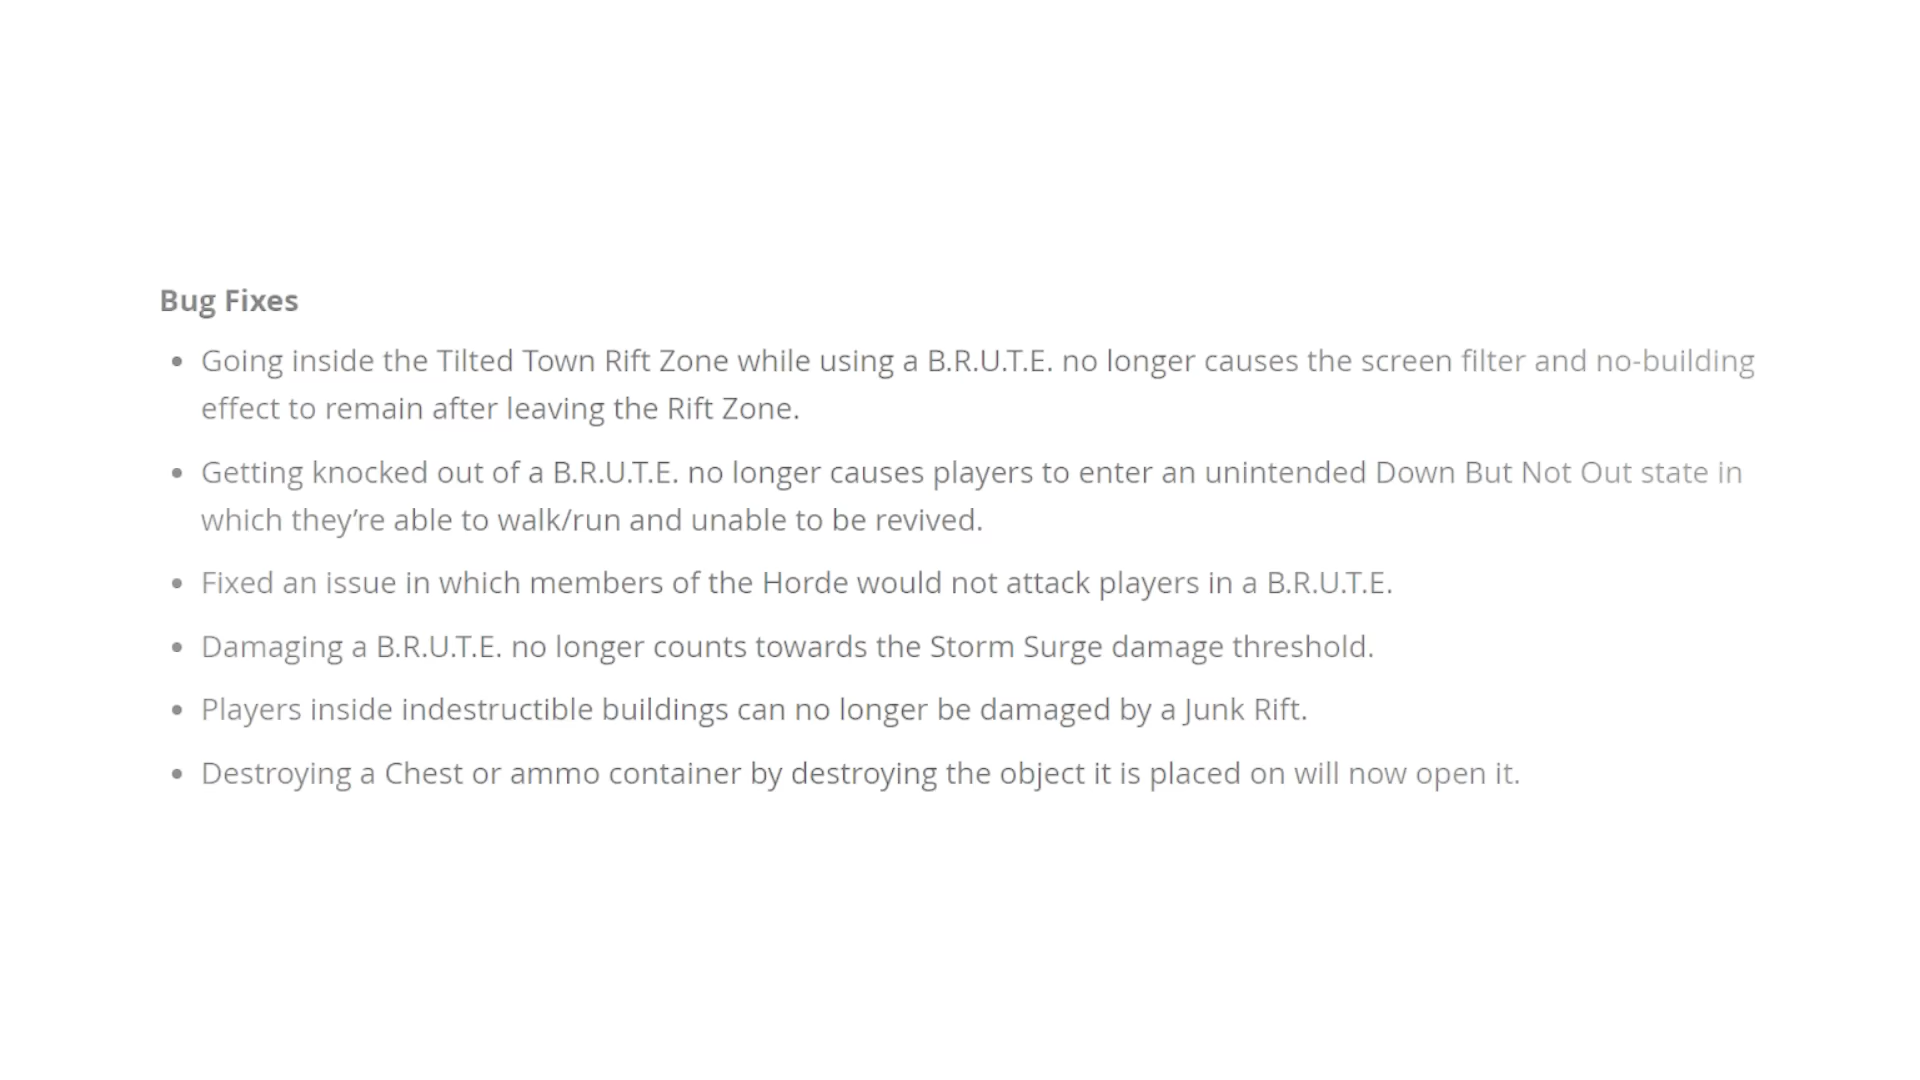 Bug Fixes
• Going inside the Tilted Town Rift Zone while using a B.R.U.T.E. no longer causes the screen filter and no-building
effect to remain after leaving the Rift Zone.
• Getting knocked out of a B.R.U.T.E. no longer causes players to enter an unintended Down But Not Out state in
which they’re able to walk/run and unable to be revived.
• Fixed an issue in which members of the Horde would not attack players in a B.R.U.T.E.
• Damaging a B.R.U.T.E. no longer counts towards the Storm Surge damage threshold.
• Players inside indestructible buildings can no longer be damaged by a Junk Rift.
• Destroying a Chest or ammo container by destroying the object it is placed on will now open it.